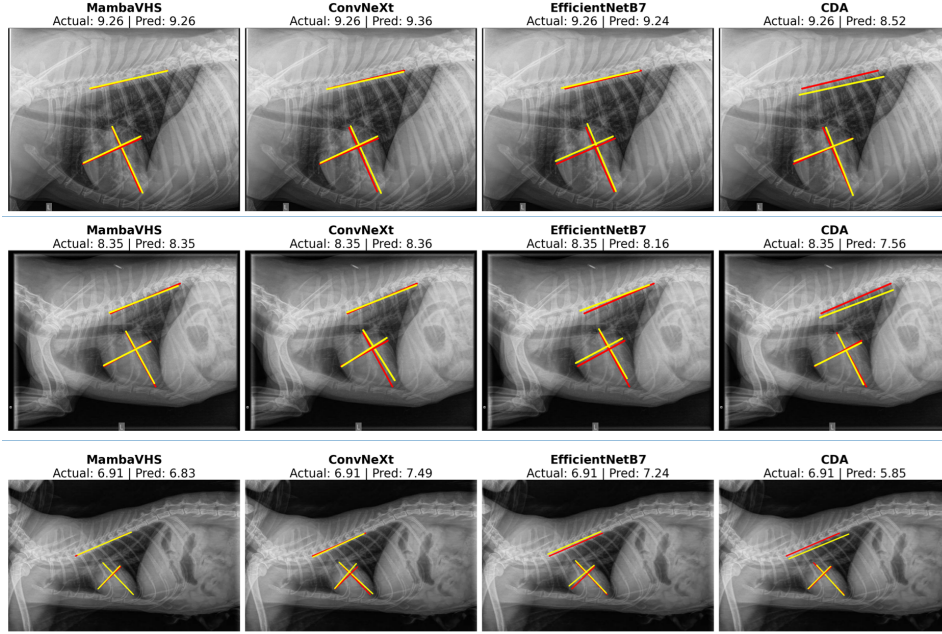 MambaVHS
Actual: 9.26 | Pred: 9.26
ConvNeXt
Actual: 9.26 | Pred: 9.36
EfficientNetB7
Actual: 9.26 | Pred: 9.24
CDA
Actual: 9.26 | Pred: 8.52
MambaVHS
Actual: 8.35 | Pred: 8.35
ConvNeXt
Actual: 8.35 | Pred: 8.36
EfficientNetB7
Actual: 8.35 | Pred: 8.16
CDA
Actual: 8.35 | Pred: 7.56
MambaVHS
Actual: 6.91 | Pred: 6.83
ConvNeXt
Actual: 6.91 | Pred: 7.49
EfficientNetB7
Actual: 6.91 | Pred: 7.24
CDA
Actual: 6.91 | Pred: 5.85